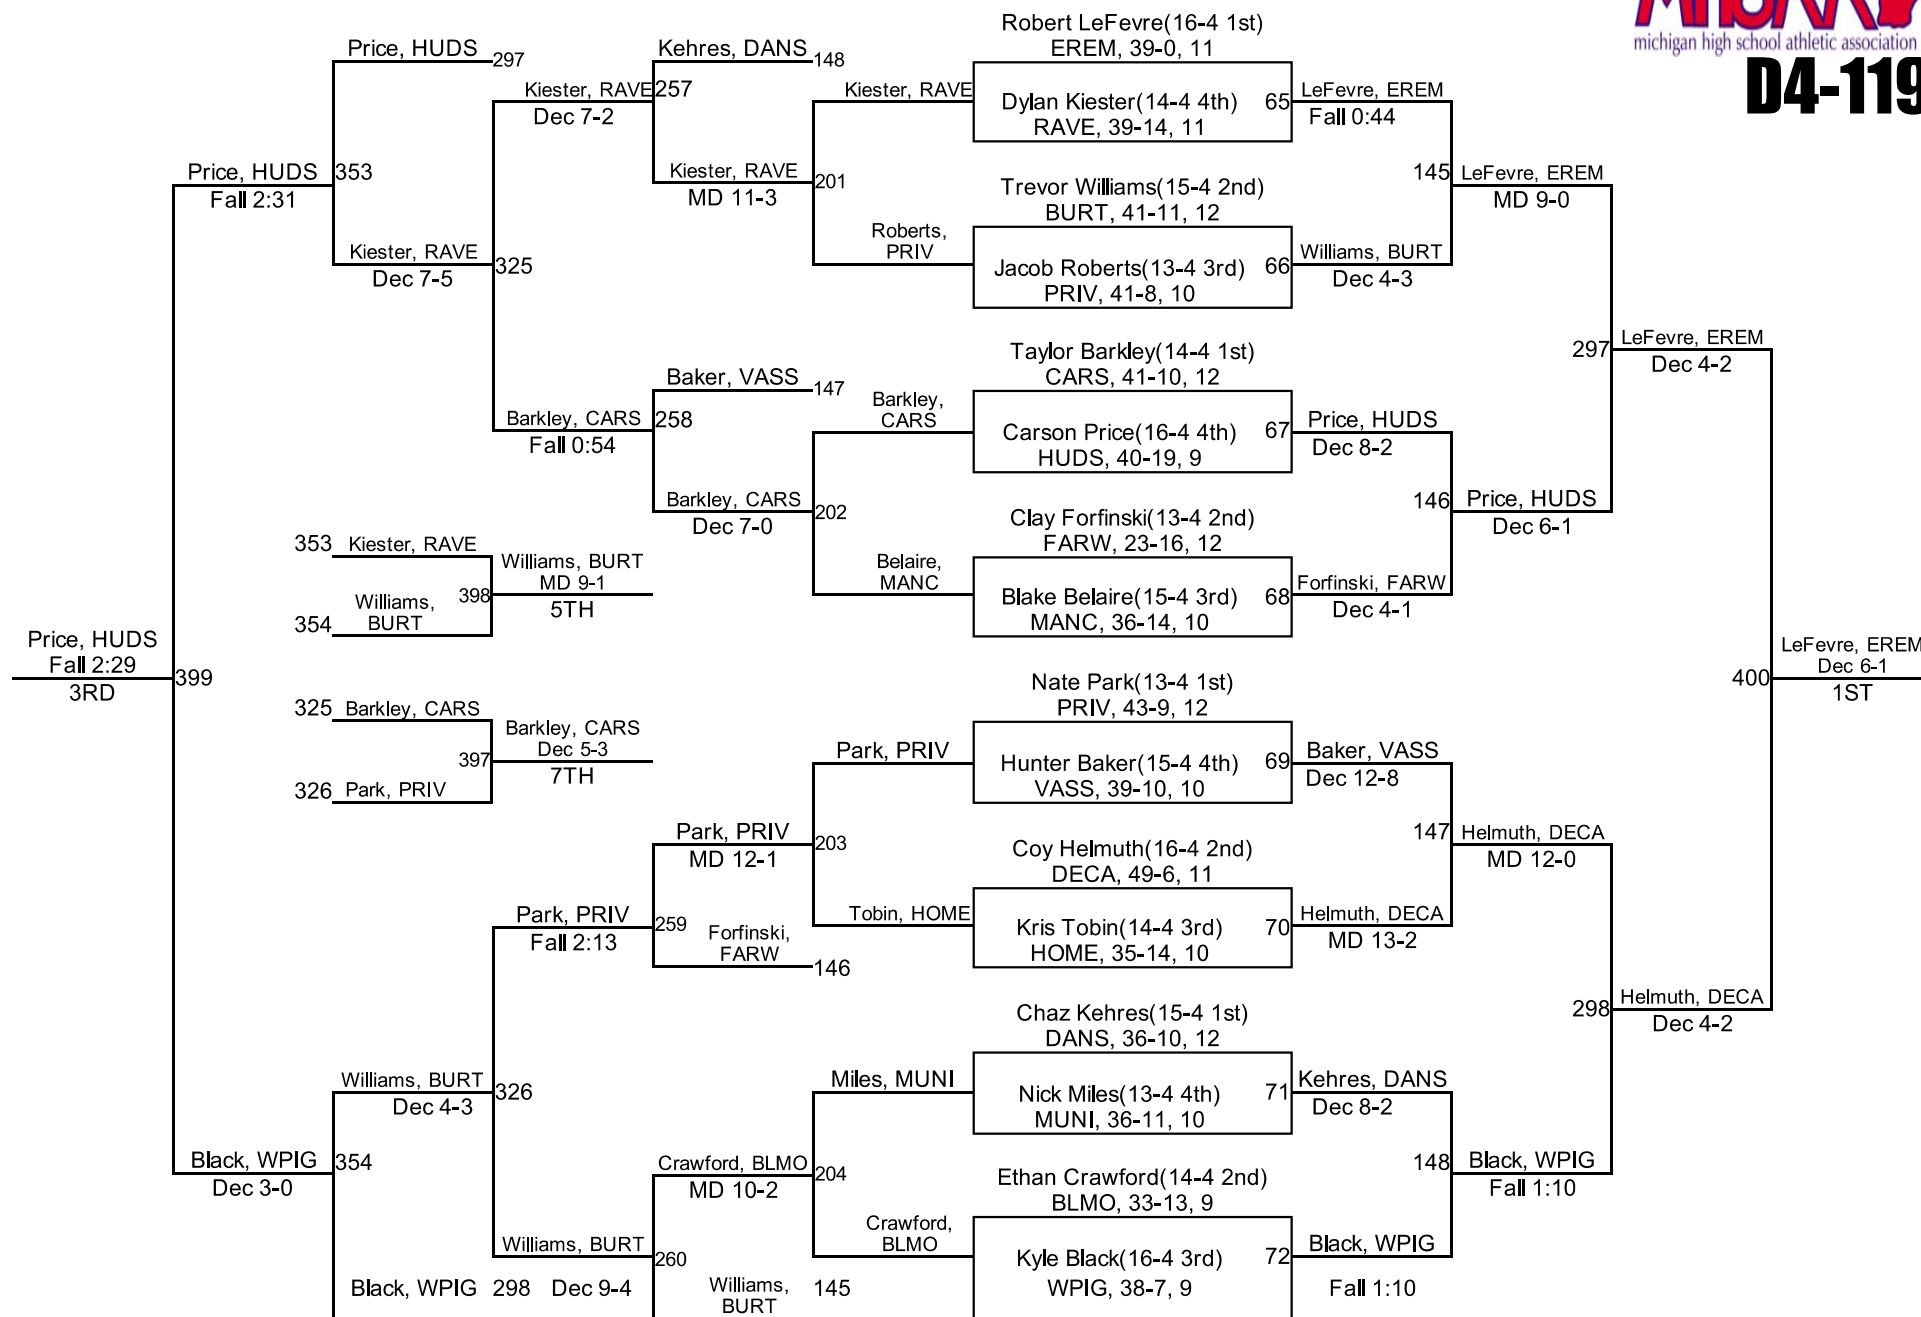 MHSAA
michigan high school athletic association
D4-119
Robert LeFevre(16-4 1st)
EREM, 39-0, 11
Dylan Kiester(14-4 4th)
RAVE, 39-14, 11
65
Trevor Williams(15-4 2nd)
BURT, 41-11, 12
Jacob Roberts(13-4 3rd)
PRIV, 41-8, 10
66
Taylor Barkley(14-4 1st)
CARS, 41-10, 12
Carson Price(16-4 4th)
HUDS, 40-19, 9
67
Clay Forfinski(13-4 2nd)
FARW, 23-16, 12
Blake Belaire(15-4 3rd)
MANC, 36-14, 10
68
Nate Park(13-4 1st)
PRIV, 43-9, 12
Hunter Baker(15-4 4th)
VASS, 39-10, 10
69
Coy Helmuth(16-4 2nd)
DECA, 49-6, 11
Kris Tobin(14-4 3rd)
HOME, 35-14, 10
70
Chaz Kehres(15-4 1st)
DANS, 36-10, 12
Nick Miles(13-4 4th)
MUNI, 36-11, 10
71
Ethan Crawford(14-4 2nd)
BLMO, 33-13, 9
Kyle Black(16-4 3rd)
WPIG, 38-7, 9
72
LeFevre, EREM
Fall 0:44
145
Williams, BURT
Dec 4-3
Price, HUDS
Dec 8-2
146
Forfinski, FARW
Dec 4-1
Baker, VASS
Dec 12-8
147
Helmuth, DECA
MD 13-2
Kehres, DANS
Dec 8-2
148
Black, WPIG
Fall 1:10
LeFevre, EREM
MD 9-0
297
Price, HUDS
Dec 6-1
Helmuth, DECA
MD 12-0
298
Black, WPIG
Fall 1:10
LeFevre, EREM
Dec 4-2
400
Helmuth, DECA
Dec 4-2
LeFevre, EREM
Dec 6-1
1ST
Kiester, RAVE
201
Roberts,
PRIV
Barkley,
CARS
202
Belaire,
MANC
Park, PRIV
203
Tobin, HOME
Miles, MUNI
204
Crawford,
BLMO
Kehres, DANS
148
257
Kiester, RAVE
MD 11-3
Baker, VASS
147
258
Barkley, CARS
Dec 7-0
Park, PRIV
MD 12-1
259
Forfinski,
FARW
146
Crawford, BLMO
MD 10-2
260
Williams,
BURT
145
Kiester, RAVE
Dec 7-2
325
Barkley, CARS
Fall 0:54
Park, PRIV
Fall 2:13
326
Williams, BURT
Dec 9-4
Price, HUDS
297
353
Kiester, RAVE
Dec 7-5
Williams, BURT
Dec 4-3
354
Black, WPIG
298
Price, HUDS
Fall 2:31
399
Black, WPIG
Dec 3-0
Price, HUDS
Fall 2:29
3RD
353
Kiester, RAVE
354
Williams,
BURT
398
Williams, BURT
MD 9-1
5TH
325
Barkley, CARS
326
Park, PRIV
397
Barkley, CARS
Dec 5-3
7TH